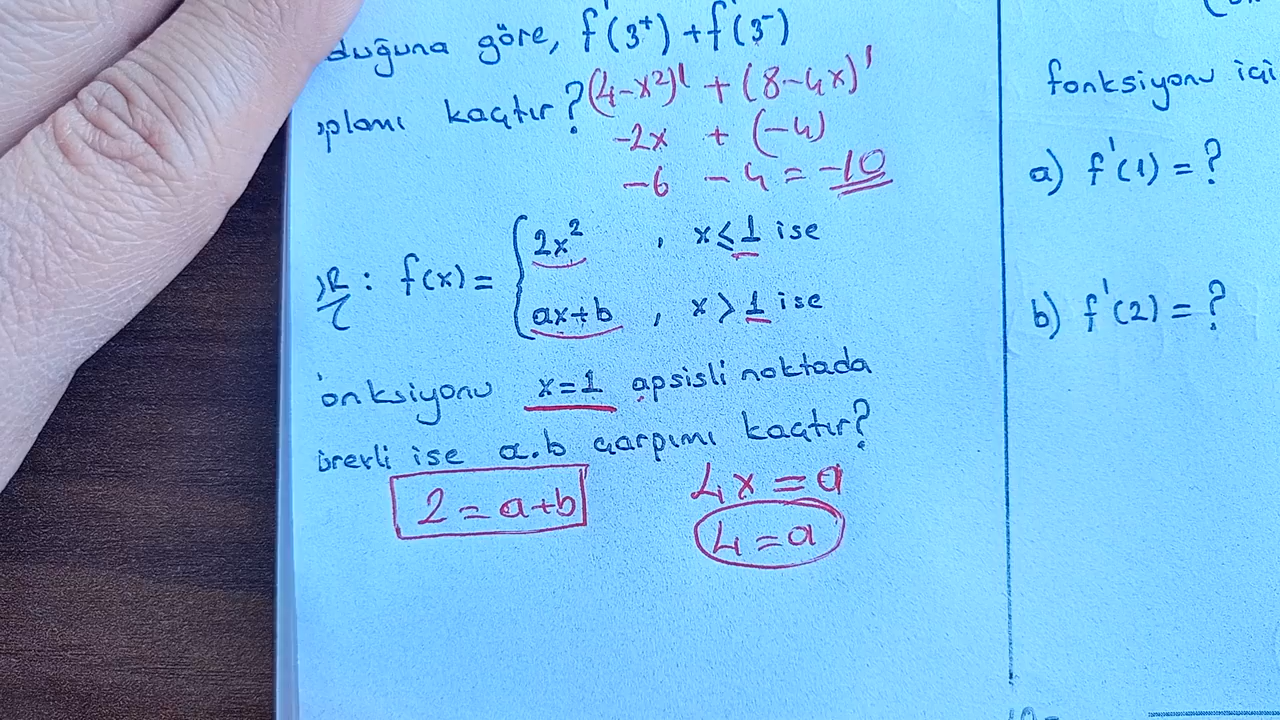 duğuna göre, f'(3⁺)+f'(3⁻)
plamı kaçtır? (4-x²)' + (8-4x)'
-2x + (-4)
-6 -4 = -10
: f(x)= { 2x² , x≤1 ise
ax+b , x>1 ise
onksiyonu x=1 apsisli noktada
revli ise a.b çarpımı kaçtır?
2=a+b
4x=a
4=a
fonksiyonu içi
a) f'(1)=?
b) f'(2)=?